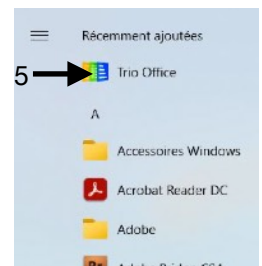 Récemment ajoutées
5
Trio Office
A
Accessoires Windows
Acrobat Reader DC
Adobe